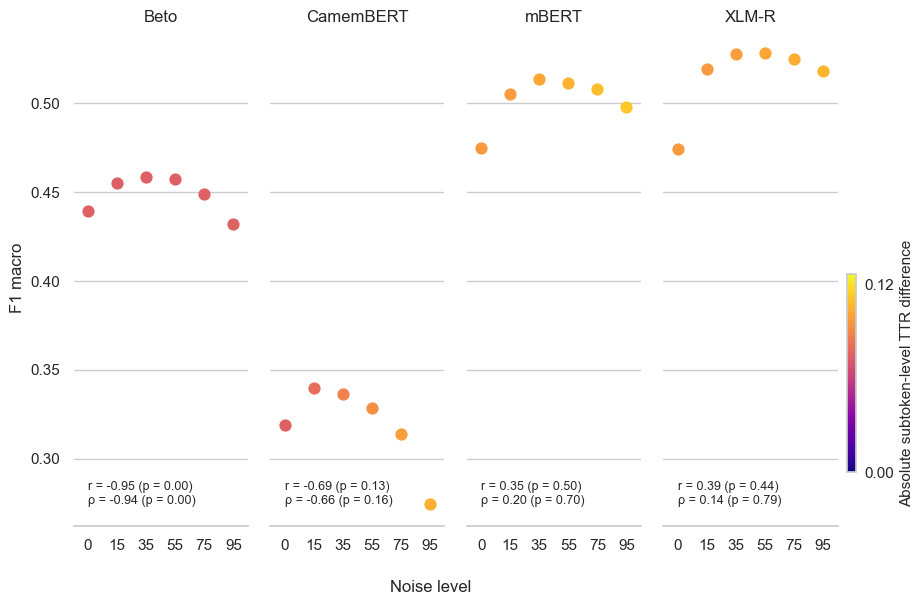 Beto CamemBERT mBERT XLM-R
F1 macro
0.50
0.45
0.40
0.35
0.30
r = -0.95 (p = 0.00)
ρ = -0.94 (p = 0.00)
r = -0.69 (p = 0.13)
ρ = -0.66 (p = 0.16)
r = 0.35 (p = 0.50)
ρ = 0.20 (p = 0.70)
r = 0.39 (p = 0.44)
ρ = 0.14 (p = 0.79)
0 15 35 55 75 95 0 15 35 55 75 95 0 15 35 55 75 95 0 15 35 55 75 95
Noise level
0.12
0.00
Absolute subtoken-level TTR difference